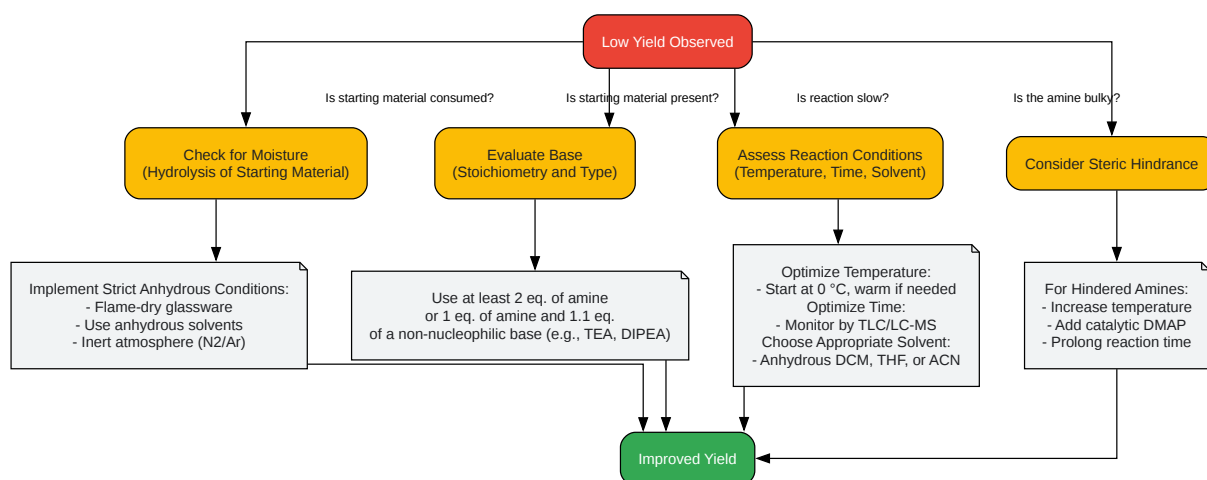 Low Yield Observed
Is starting material consumed?
Is starting material present?
Is reaction slow?
Is the amine bulky?
Check for Moisture
(Hydrolysis of Starting Material)
Evaluate Base
(Stoichiometry and Type)
Assess Reaction Conditions
(Temperature, Time, Solvent)
Consider Steric Hindrance
Implement Strict Anhydrous Conditions:
- Flame-dry glassware
- Use anhydrous solvents
- Inert atmosphere (N2/Ar)
Use at least 2 eq. of amine
or 1 eq. of amine and 1.1 eq.
of a non-nucleophilic base (e.g., TEA, DIPEA)
Optimize Temperature:
- Start at 0 °C, warm if needed
Optimize Time:
- Monitor by TLC/LC-MS
Choose Appropriate Solvent:
- Anhydrous DCM, THF, or ACN
For Hindered Amines:
- Increase temperature
- Add catalytic DMAP
- Prolong reaction time
Improved Yield